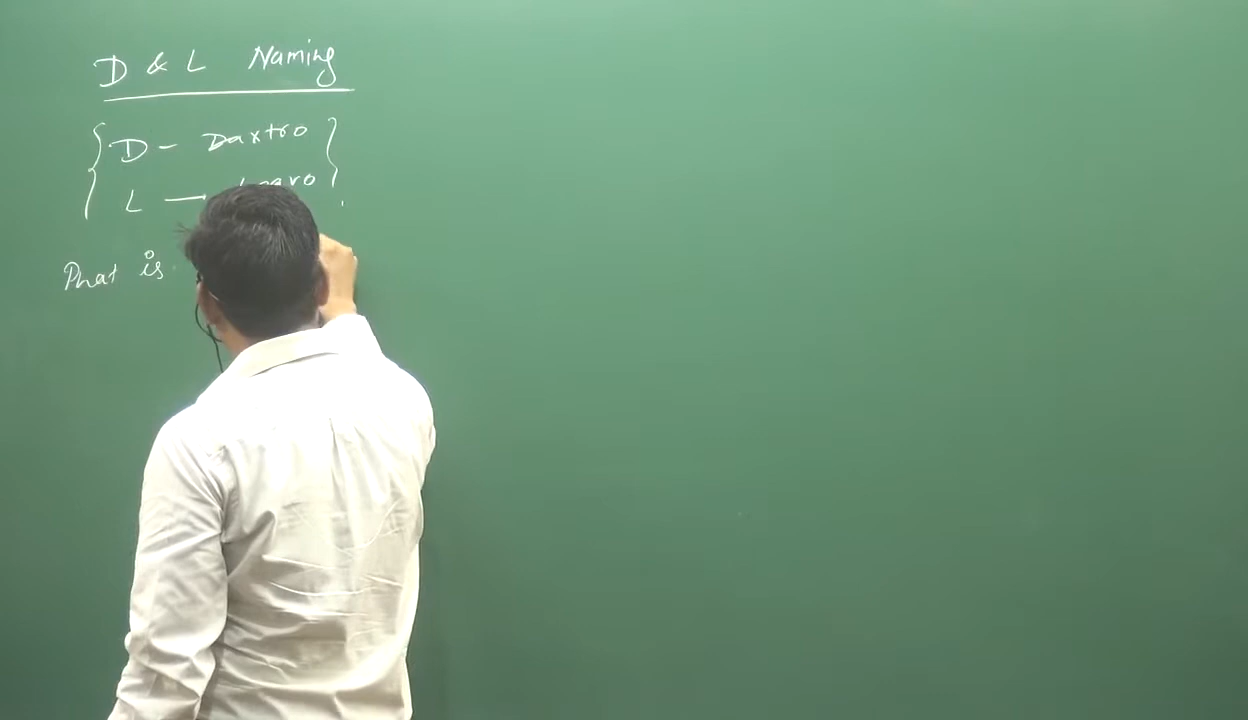 D & L Naming
D - Daxtro
L →
Phat is